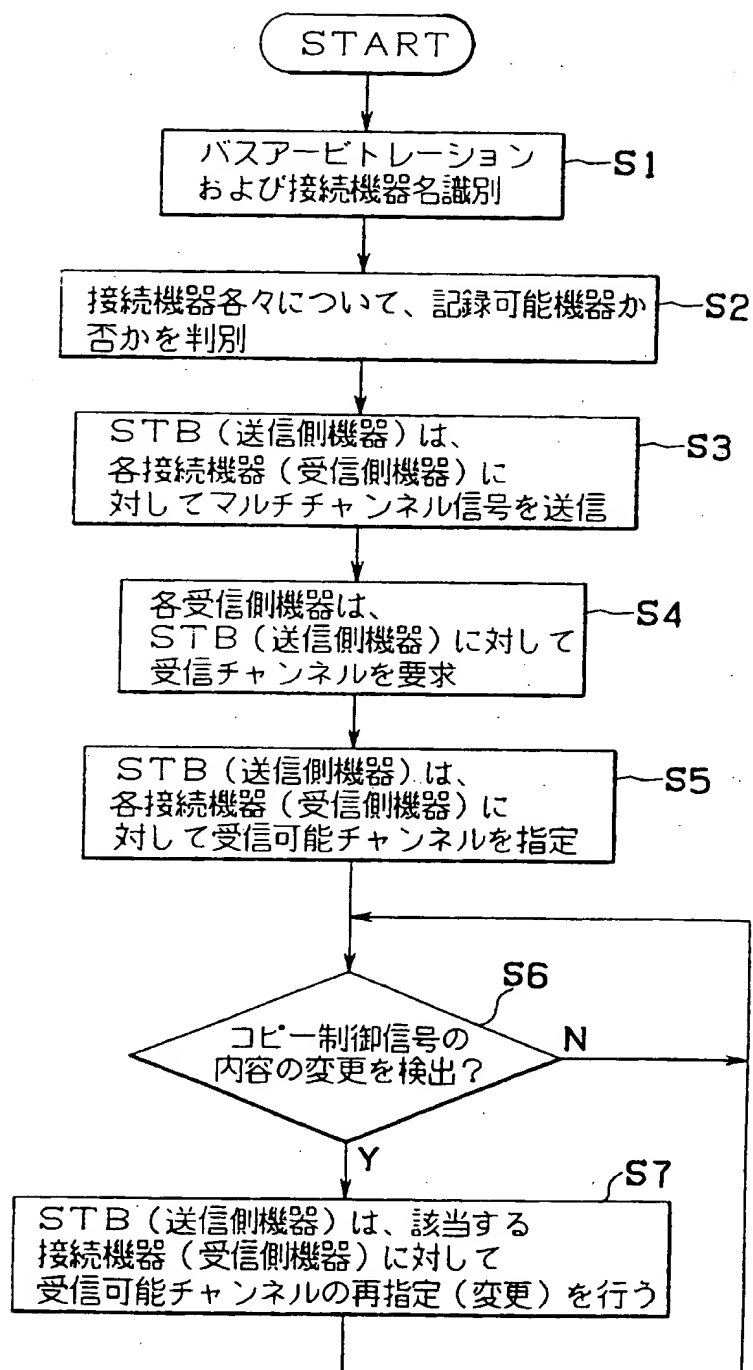 START
バスアービトレーション
および接続機器名識別
S1
接続機器各々について、記録可能機器か
否かを判別
S2
STB(送信側機器)は、
各接続機器(受信側機器)に
対してマルチチャンネル信号を送信
S3
各受信側機器は、
STB(送信側機器)に対して
受信チャンネルを要求
S4
STB(送信側機器)は、
各接続機器(受信側機器)に
対して受信可能チャンネルを指定
S5
S6
コピー制御信号の
内容の変更を検出?
N
Y
S7
STB(送信側機器)は、該当する
接続機器(受信側機器)に対して
受信可能チャンネルの再指定(変更)を行う